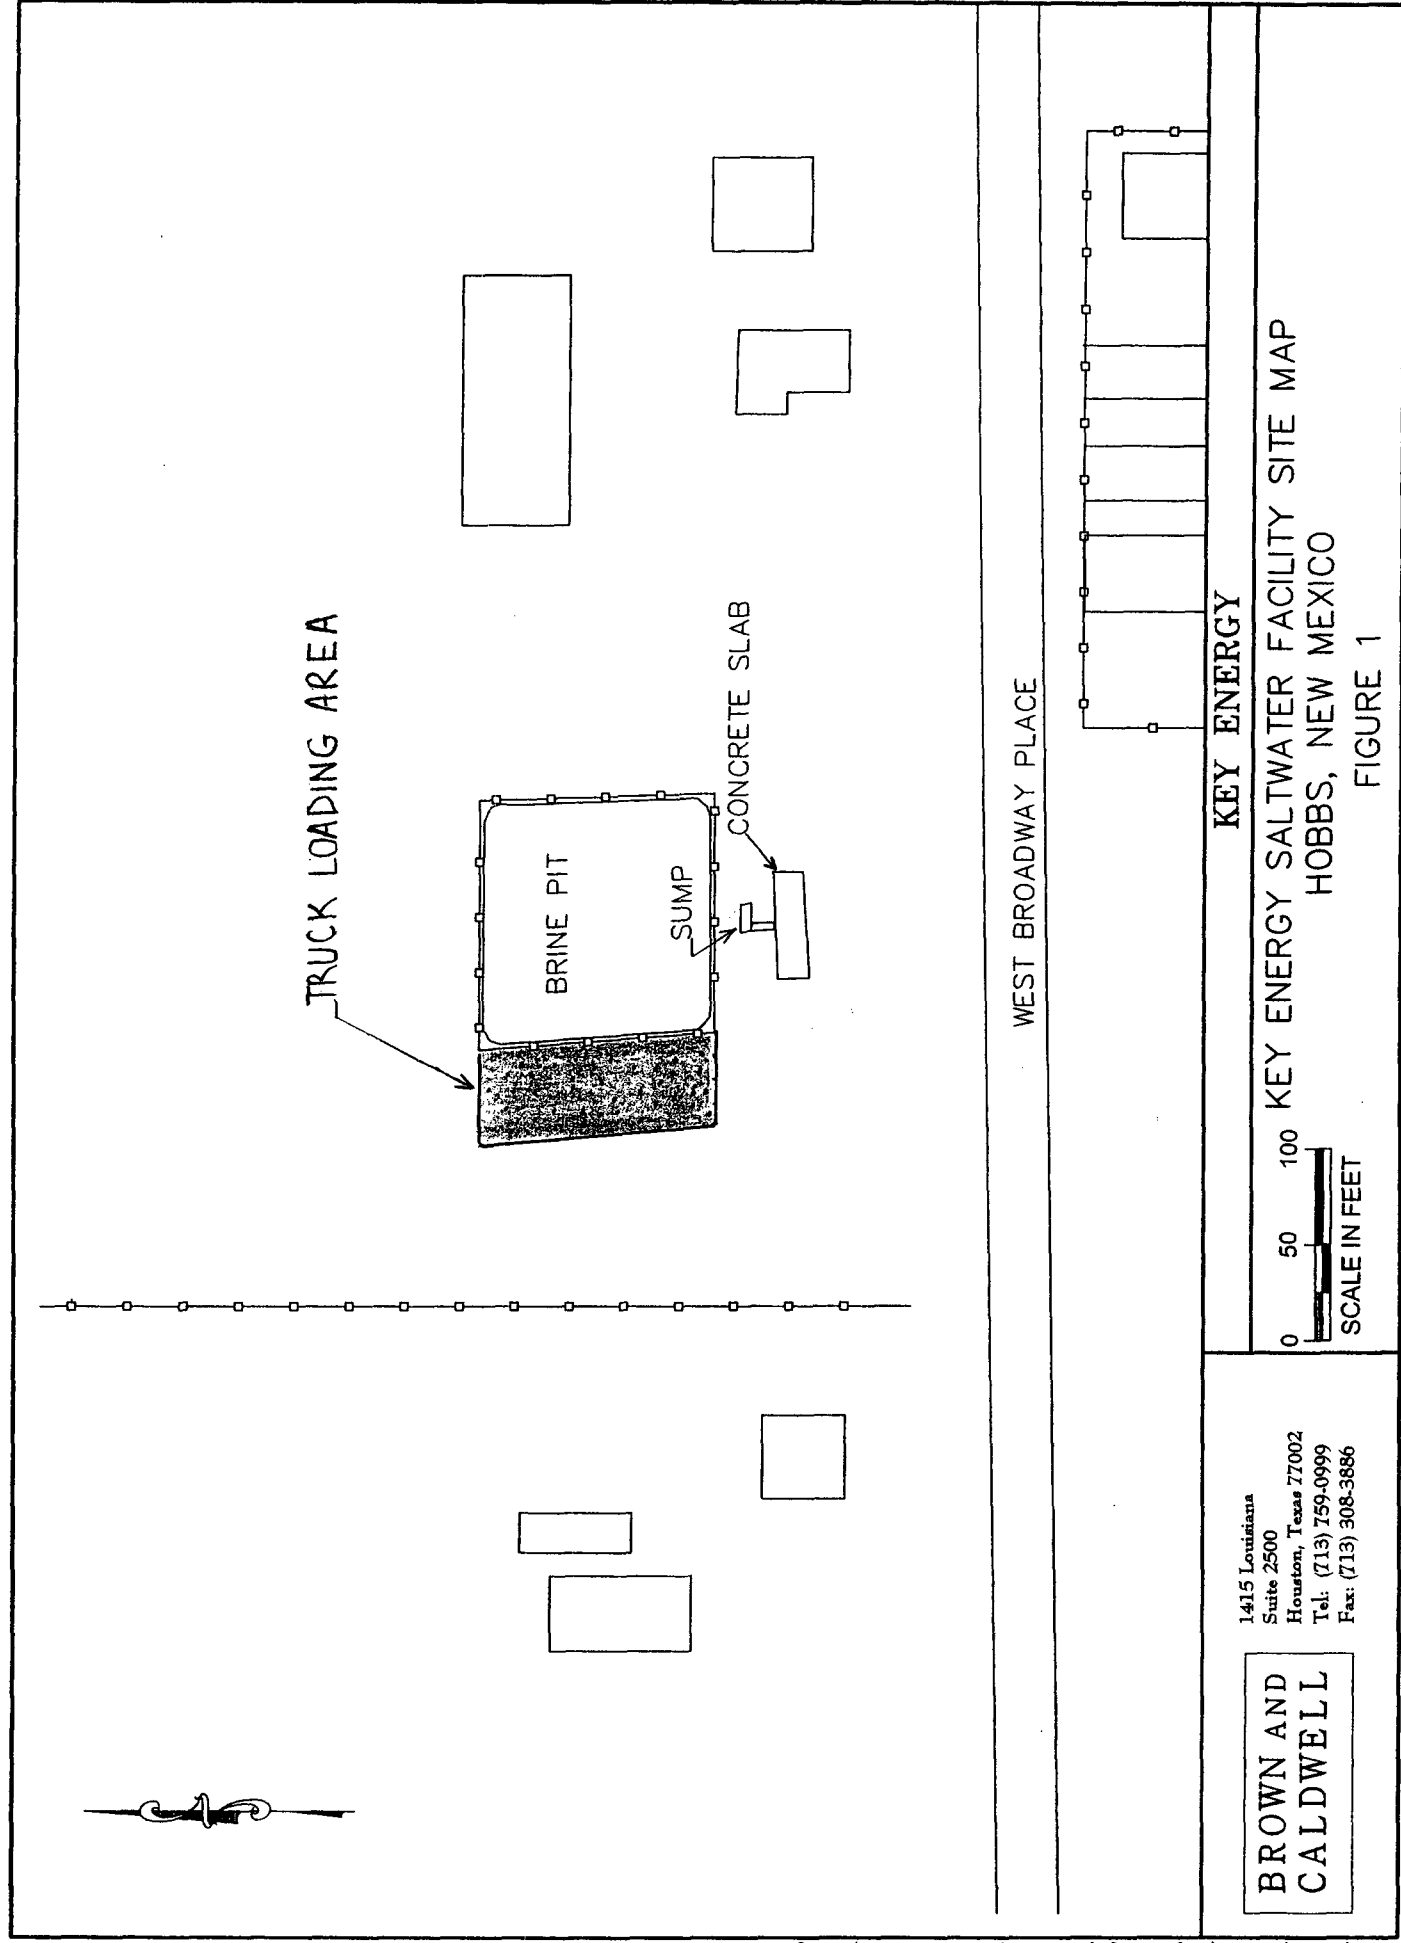 TRUCK LOADING AREA
BRINE PIT
SUMP
CONCRETE SLAB
WEST BROADWAY PLACE
BROWN AND
CALDWELL
1415 Louisiana
Suite 2500
Houston, Texas 77002
Tel: (713) 759-0999
Fax: (713) 308-3886
KEY ENERGY
0 50 100
SCALE IN FEET
KEY ENERGY SALTWATER FACILITY SITE MAP
HOBBS, NEW MEXICO
FIGURE 1